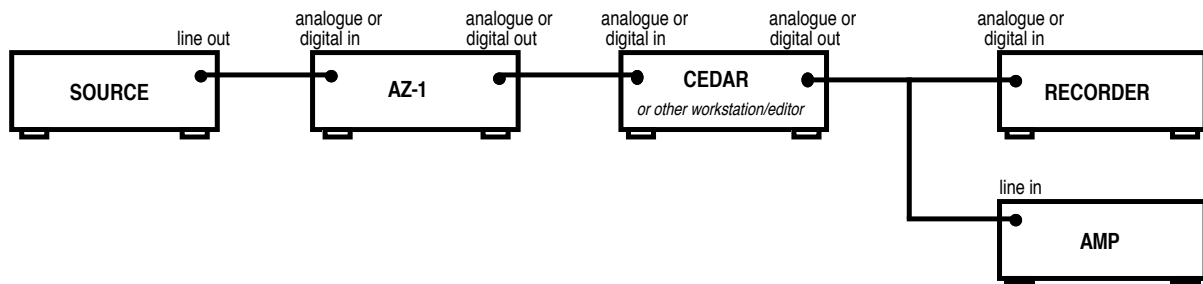 line out
analogue or
digital in
analogue or
digital out
analogue or
digital in
analogue or
digital out
analogue or
digital in
SOURCE
AZ-1
CEDAR
or other workstation/editor
RECORDER
line in
AMP